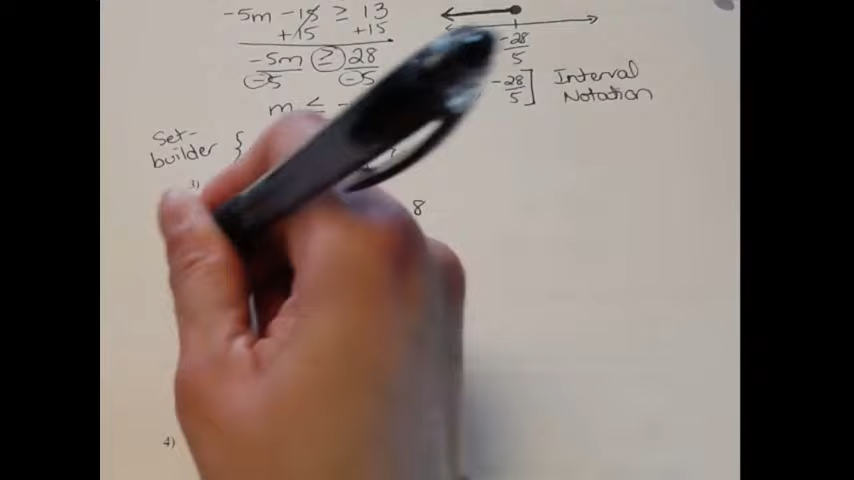 -5m - 15 ≥ 13
+15 +15
-5m ≥ 28
-5 -5
-28
5
m ≤ -
-28
5 ] Interval
Notation
Set-
builder {
3)
8
4)